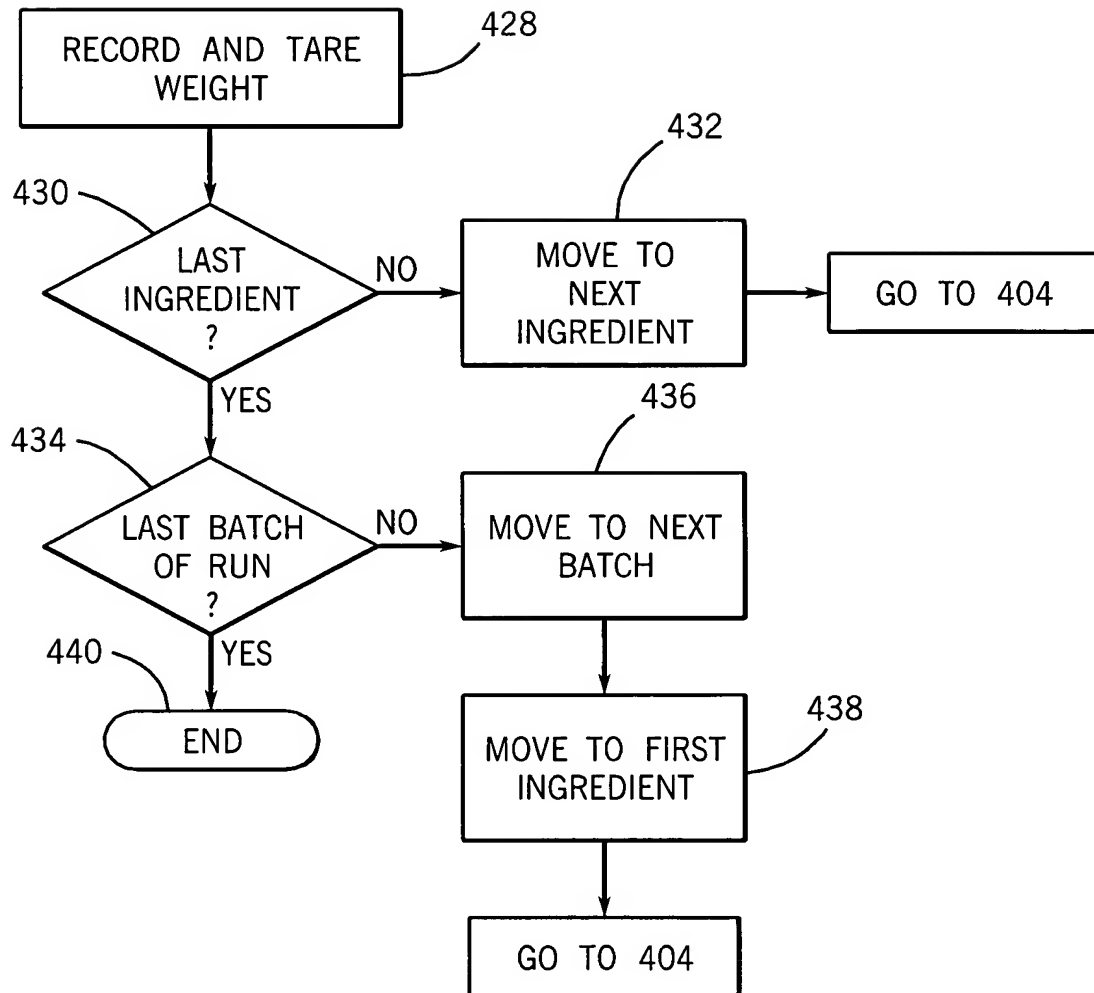 RECORD AND TARE
WEIGHT
428
430
LAST
INGREDIENT
?
NO
432
MOVE TO
NEXT
INGREDIENT
GO TO 404
YES
434
LAST BATCH
OF RUN
?
NO
436
MOVE TO NEXT
BATCH
YES
440
END
438
MOVE TO FIRST
INGREDIENT
GO TO 404